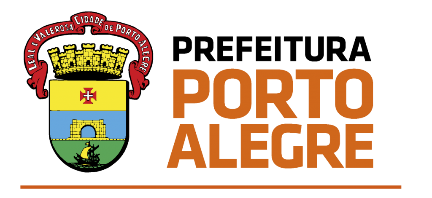 LEAL E VALEROSA CIDADE DE PORTO ALEGRE
PREFEITURA
PORTO
ALEGRE